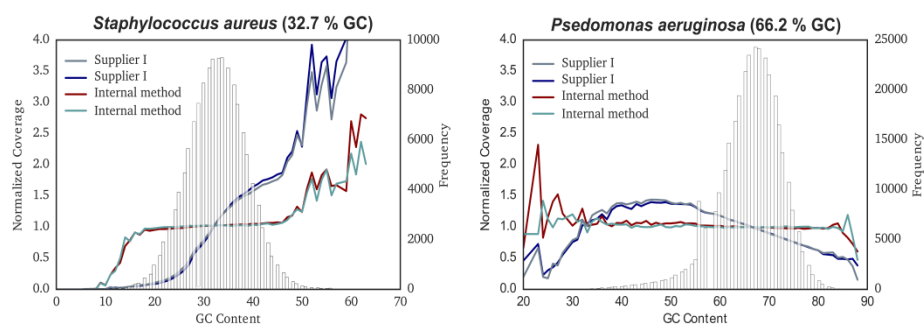 Staphylococcus aureus (32.7 % GC)
4.0
3.5
3.0
2.5
2.0
1.5
1.0
0.5
0.0
Normalized Coverage
Supplier I
Supplier I
Internal method
Internal method
10000
8000
6000
4000
2000
0
Frequency
0 10 20 30 40 50 60 70
GC Content
Psedomonas aeruginosa (66.2 % GC)
4.0
3.5
3.0
2.5
2.0
1.5
1.0
0.5
0.0
Normalized Coverage
Supplier I
Supplier I
Internal method
Internal method
25000
20000
15000
10000
5000
0
Frequency
20 30 40 50 60 70 80 90
GC Content